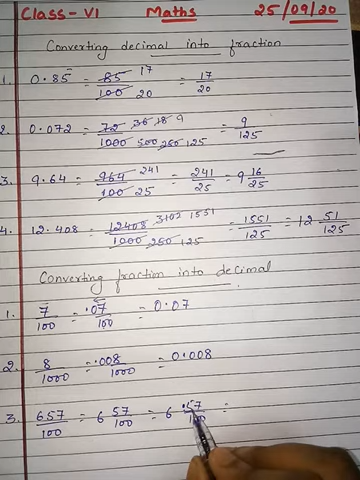 Class-VI Maths 25/09/20
Converting decimal into fraction
1. 0.85 = 85/100 17 20 = 17/20
2. 0.072 = 72/1000 36 18 9 500 250 125 = 9/125
3. 9.64 = 964/100 241 25 = 241/25 = 9 16/25
4. 12.408 = 12408/1000 3102 1551 250 125 = 1551/125 = 12 51/125
Converting fraction into decimal
1. 7/100 = .07/100 = 0.07
2. 8/1000 = .008/1000 = 0.008
3. 657/100 = 6 57/100 = 6 .57/100 =